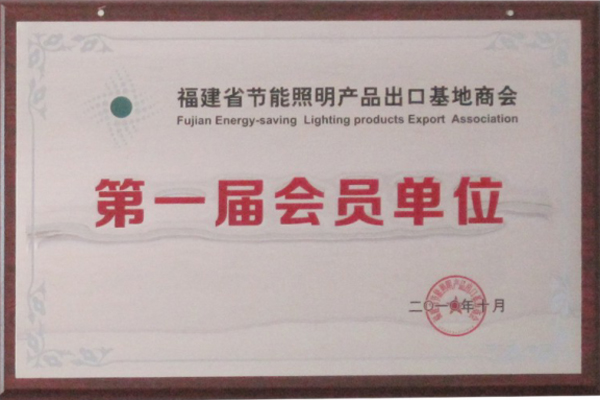 福建省节能照明产品出口基地商会
Fujian Energy-saving Lighting products Export Association
第一届会员单位
二〇一〇年十月